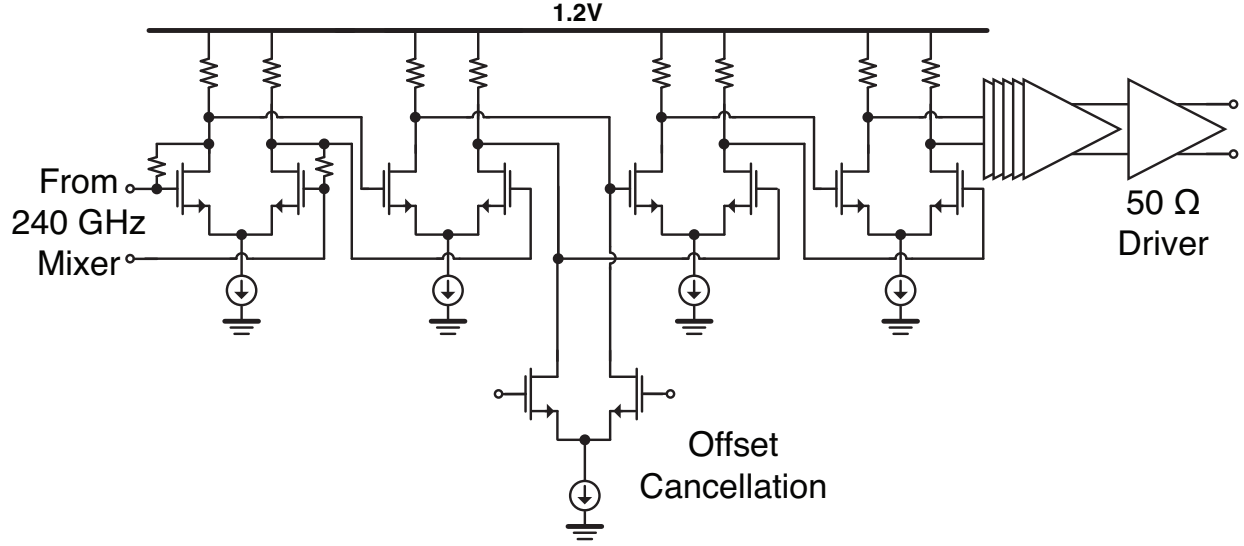 1.2V
From
240 GHz
Mixer
50 Ω
Driver
Offset
Cancellation